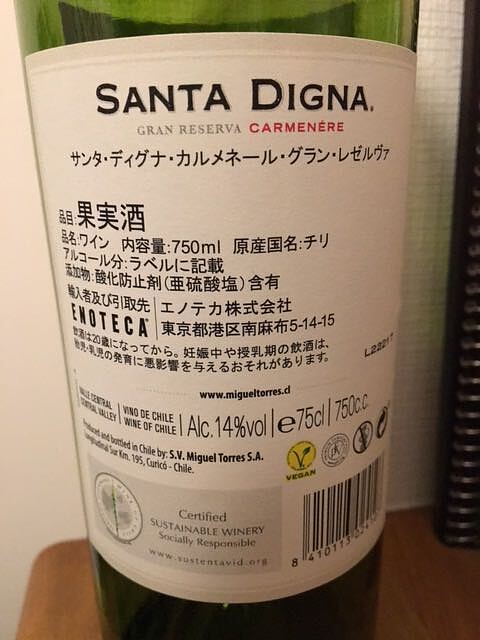 SANTA DIGNA.
GRAN RESERVA CARMENÉRE
サンタ・ディグナ・カルメネール・グラン・レゼルヴァ
品目:果実酒
品名:ワイン 内容量:750ml 原産国名:チリ
アルコール分:ラベルに記載
添加物:酸化防止剤(亜硫酸塩)含有
輸入者及び引取先 エノテカ株式会社
ENOTECA 東京都港区南麻布5-14-15
飲酒は20歳になってから。妊娠中や授乳期の飲酒は、
胎児・乳児の発育に悪影響を与えるおそれがあります。
L22217
www.migueltorres.cl
VALLE CENTRAL
CENTRAL VALLEY
VINO DE CHILE
WINE OF CHILE
Alc.14%vol
e75cl
750c.c.
Produced and bottled in Chile by: S.V. Miguel Torres S.A.
Longitudinal Sur Km. 195, Curicó - Chile.
VEGAN
Certified
SUSTAINABLE WINERY
Socially Responsible
www.sustentavid.org
8 410113